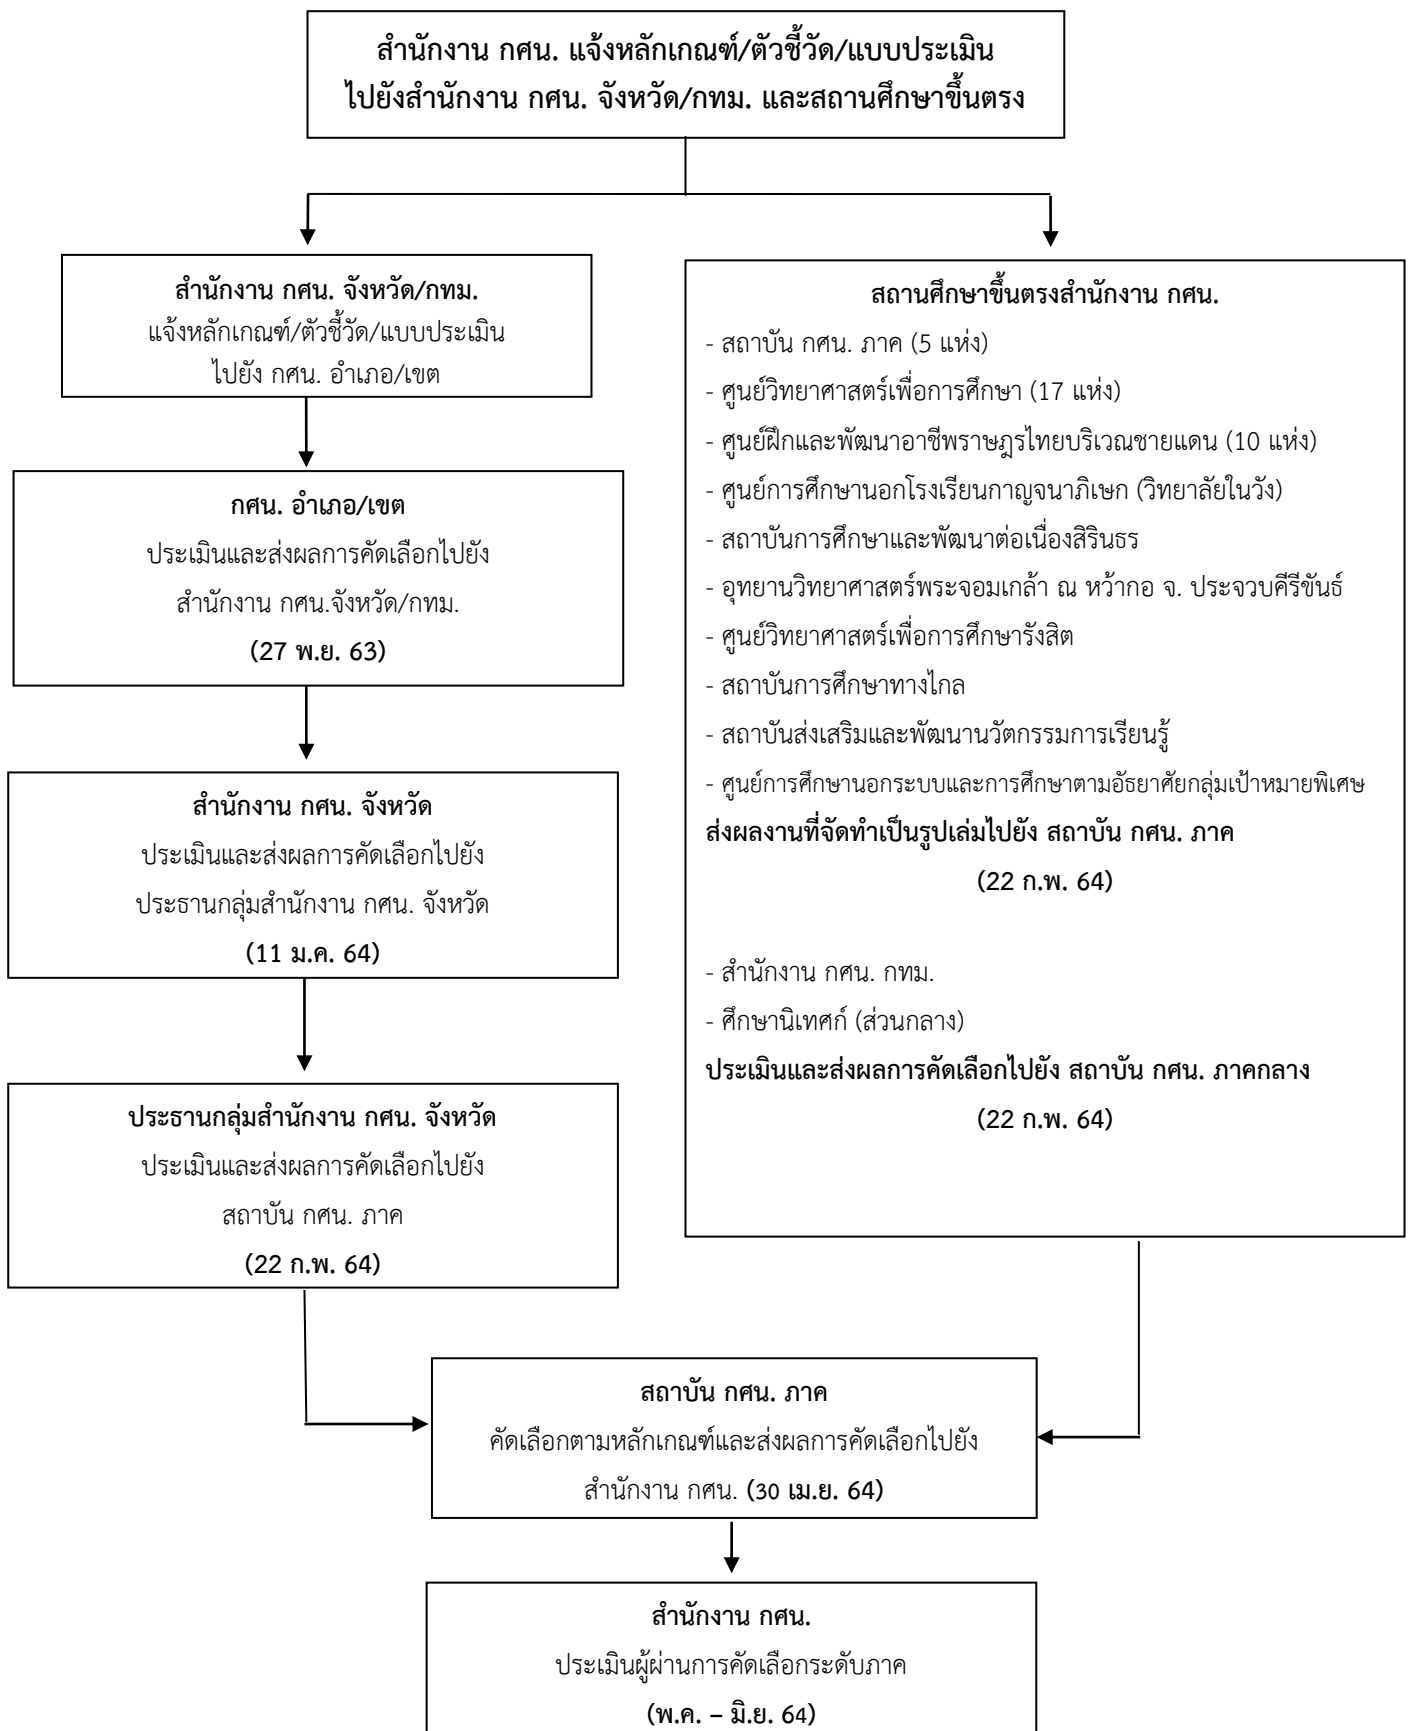 สำนักงาน กศน. แจ้งหลักเกณฑ์/ตัวชี้วัด/แบบประเมิน
ไปยังสำนักงาน กศน. จังหวัด/กทม. และสถานศึกษาขึ้นตรง
สำนักงาน กศน. จังหวัด/กทม.
แจ้งหลักเกณฑ์/ตัวชี้วัด/แบบประเมิน
ไปยัง กศน. อำเภอ/เขต
กศน. อำเภอ/เขต
ประเมินและส่งผลการคัดเลือกไปยัง
สำนักงาน กศน.จังหวัด/กทม.
(27 พ.ย. 63)
สำนักงาน กศน. จังหวัด
ประเมินและส่งผลการคัดเลือกไปยัง
ประธานกลุ่มสำนักงาน กศน. จังหวัด
(11 ม.ค. 64)
ประธานกลุ่มสำนักงาน กศน. จังหวัด
ประเมินและส่งผลการคัดเลือกไปยัง
สถาบัน กศน. ภาค
(22 ก.พ. 64)
สถานศึกษาขึ้นตรงสำนักงาน กศน.
- สถาบัน กศน. ภาค (5 แห่ง)
- ศูนย์วิทยาศาสตร์เพื่อการศึกษา (17 แห่ง)
- ศูนย์ฝึกและพัฒนาอาชีพราษฎรไทยบริเวณชายแดน (10 แห่ง)
- ศูนย์การศึกษานอกโรงเรียนกาญจนาภิเษก (วิทยาลัยในวัง)
- สถาบันการศึกษาและพัฒนาต่อเนื่องสิรินธร
- อุทยานวิทยาศาสตร์พระจอมเกล้า ณ หว้ากอ จ. ประจวบคีรีขันธ์
- ศูนย์วิทยาศาสตร์เพื่อการศึกษารังสิต
- สถาบันการศึกษาทางไกล
- สถาบันส่งเสริมและพัฒนานวัตกรรมการเรียนรู้
- ศูนย์การศึกษานอกระบบและการศึกษาตามอัธยาศัยกลุ่มเป้าหมายพิเศษ
ส่งผลงานที่จัดทำเป็นรูปเล่มไปยัง สถาบัน กศน. ภาค
(22 ก.พ. 64)
- สำนักงาน กศน. กทม.
- ศึกษานิเทศก์ (ส่วนกลาง)
ประเมินและส่งผลการคัดเลือกไปยัง สถาบัน กศน. ภาคกลาง
(22 ก.พ. 64)
สถาบัน กศน. ภาค
คัดเลือกตามหลักเกณฑ์และส่งผลการคัดเลือกไปยัง
สำนักงาน กศน. (30 เม.ย. 64)
สำนักงาน กศน.
ประเมินผู้ผ่านการคัดเลือกระดับภาค
(พ.ค. – มิ.ย. 64)